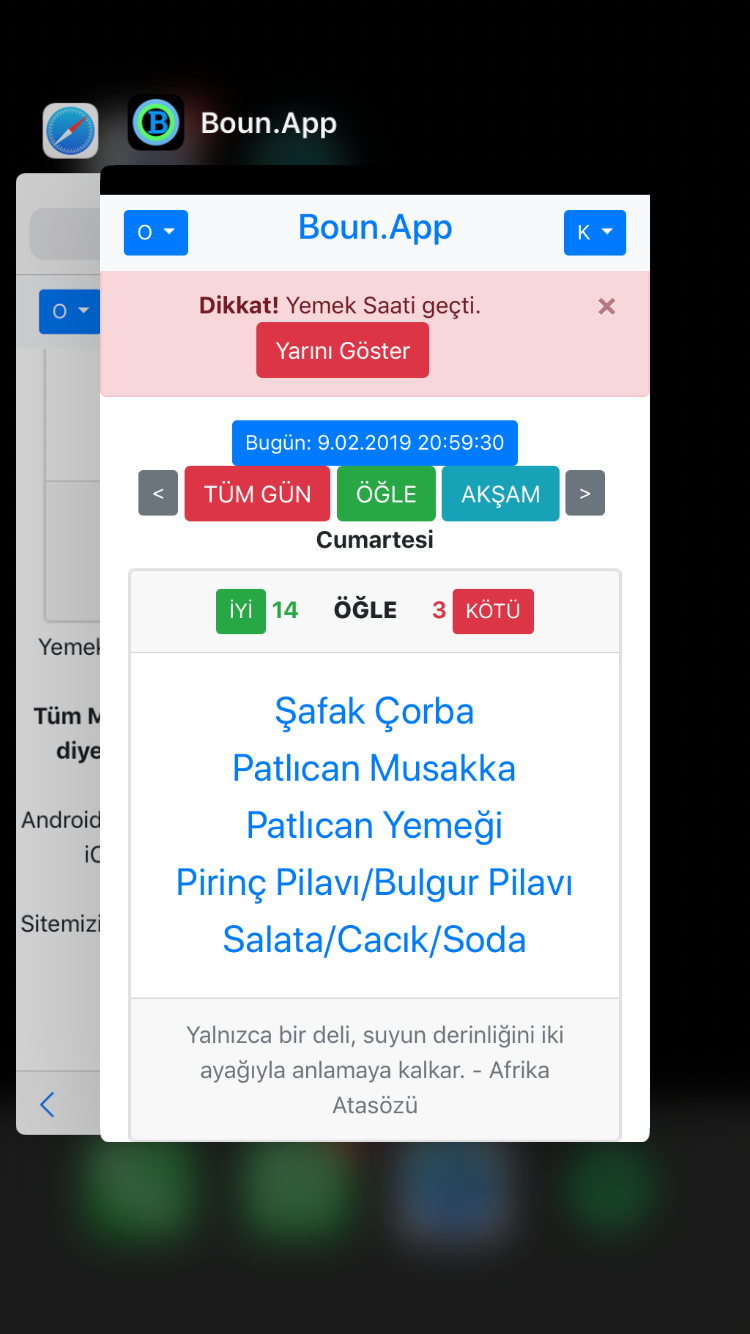 Boun.App
O
Boun.App
K
Dikkat! Yemek Saati geçti.
×
Yarını Göster
Bugün: 9.02.2019 20:59:30
<
TÜM GÜN
ÖĞLE
AKŞAM
>
Cumartesi
İYİ 14 ÖĞLE 3 KÖTÜ
Şafak Çorba
Patlıcan Musakka
Patlıcan Yemeği
Pirinç Pilavı/Bulgur Pilavı
Salata/Cacık/Soda
Yalnızca bir deli, suyun derinliğini iki
ayağıyla anlamaya kalkar. - Afrika
Atasözü
O
Yemek
Tüm
diye
Android
Sitemizi